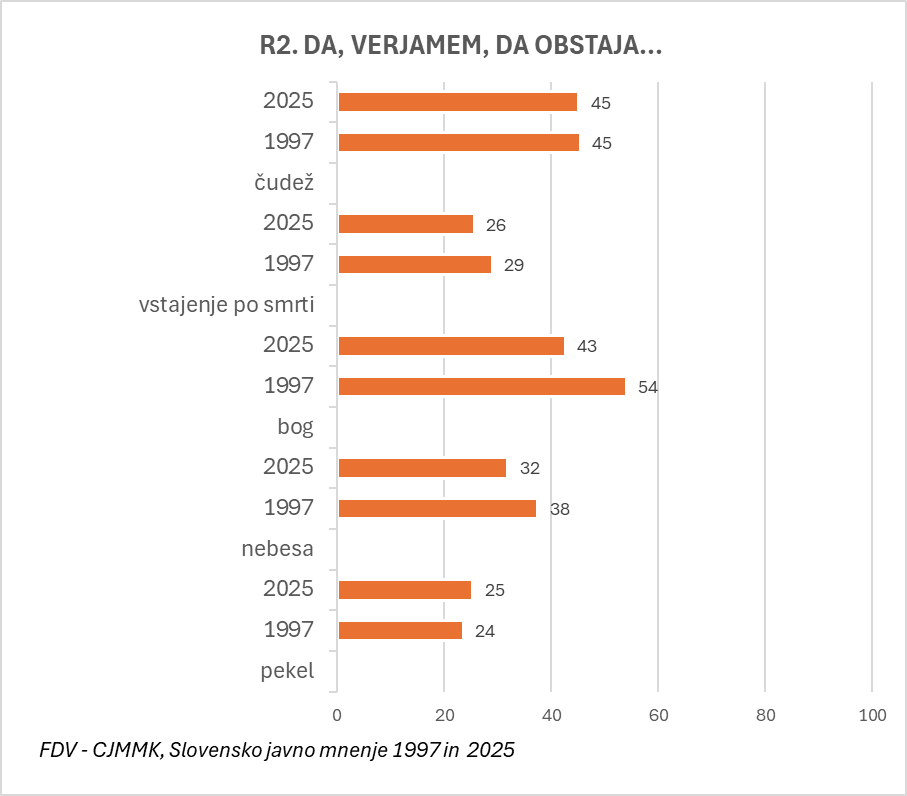 R2. DA, VERJAMEM, DA OBSTAJA...
2025 45
1997 45
čudež
2025 26
1997 29
vstajenje po smrti
2025 43
1997 54
bog
2025 32
1997 38
nebesa
2025 25
1997 24
pekel
0 20 40 60 80 100
FDV - CJMMK, Slovensko javno mnenje 1997 in 2025